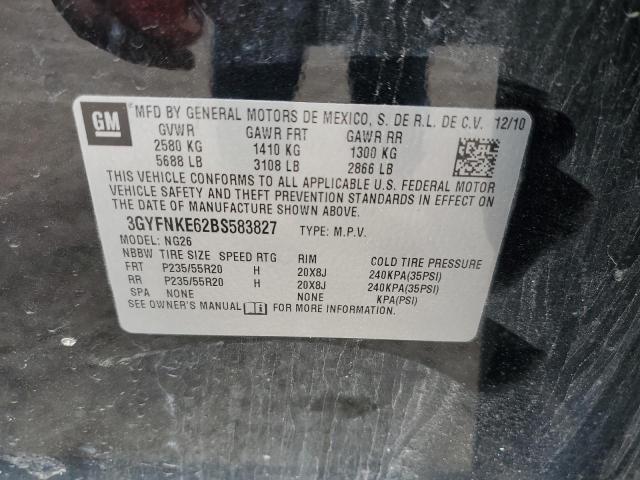 GM
MFD BY GENERAL MOTORS DE MEXICO, S. DE R.L. DE C.V. 12/10
GVWR GAWR FRT GAWR RR
2580 KG 1410 KG 1300 KG
5688 LB 3108 LB 2866 LB
THIS VEHICLE CONFORMS TO ALL APPLICABLE U.S. FEDERAL MOTOR
VEHICLE SAFETY AND THEFT PREVENTION STANDARDS IN EFFECT ON
THE DATE OF MANUFACTURE SHOWN ABOVE.
3GYFNKE62BS583827 TYPE: M.P.V.
MODEL: NG26
NBBW TIRE SIZE SPEED RTG RIM COLD TIRE PRESSURE
FRT P235/55R20 H 20X8J 240KPA(35PSI)
RR P235/55R20 H 20X8J 240KPA(35PSI)
SPA NONE NONE KPA(PSI)
SEE OWNER'S MANUAL FOR MORE INFORMATION.